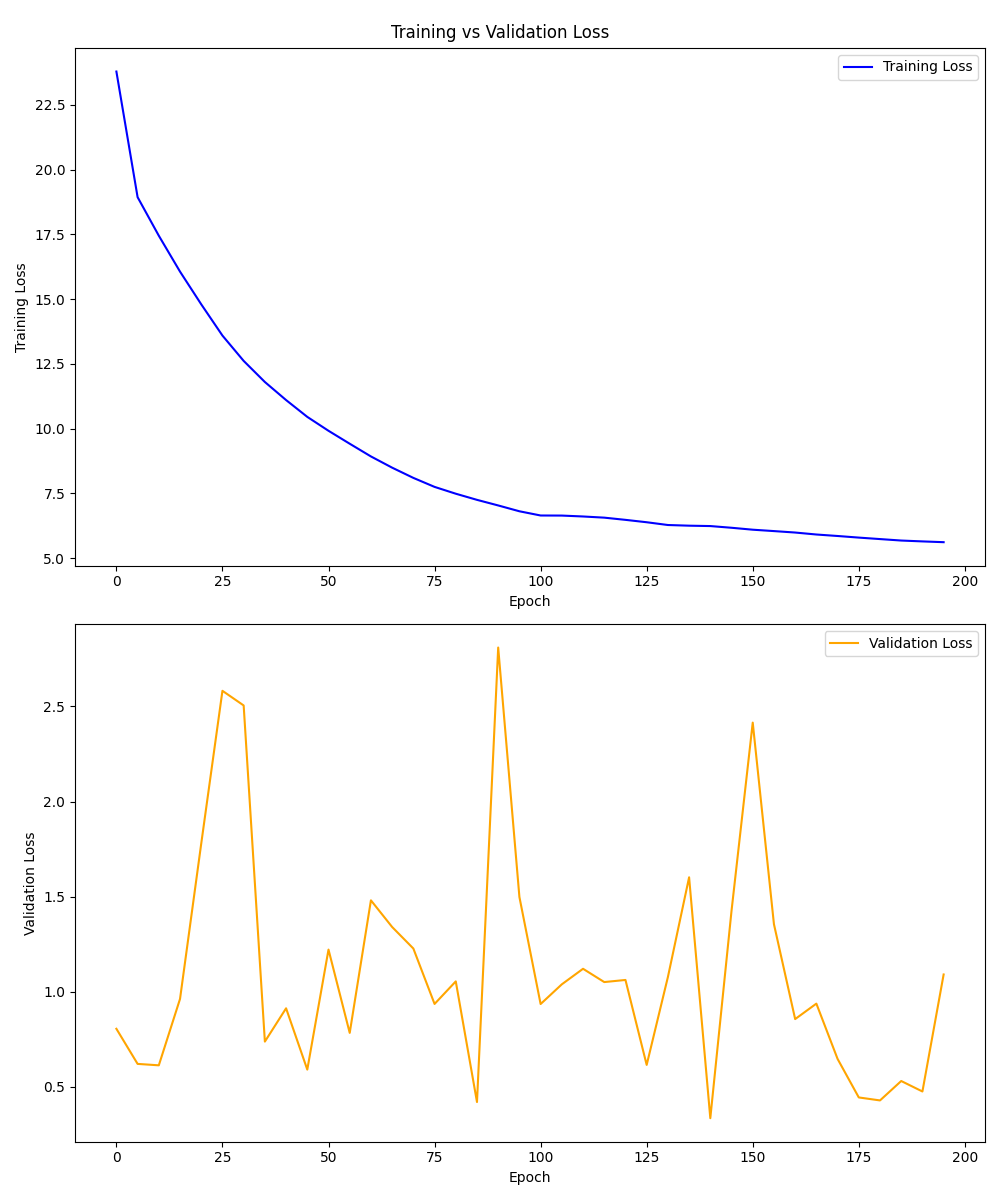 Training vs Validation Loss
Training Loss
22.5
20.0
17.5
15.0
12.5
10.0
7.5
5.0
Training Loss
0 25 50 75 100 125 150 175 200
Epoch
Validation Loss
2.5
2.0
1.5
1.0
0.5
Validation Loss
0 25 50 75 100 125 150 175 200
Epoch